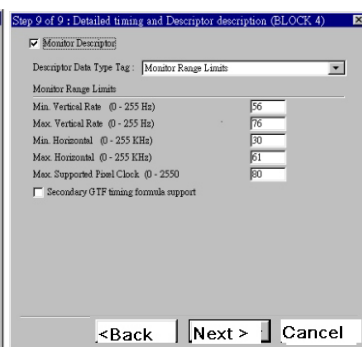 Step 9 of 9 : Detailed timing and Descriptor description (BLOCK 4)
Monitor Descriptor
Descriptor Data Type Tag : Monitor Range Limits
Monitor Range Limits
Min. Vertical Rate (0 - 255 Hz) 56
Max. Vertical Rate (0 - 255 Hz) 76
Min. Horizontal (0 - 255 KHz) 30
Max. Horizontal (0 - 255 KHz) 61
Max. Supported Pixel Clock (0 - 2550 80
Secondary GTF timing formula support
<Back Next > Cancel